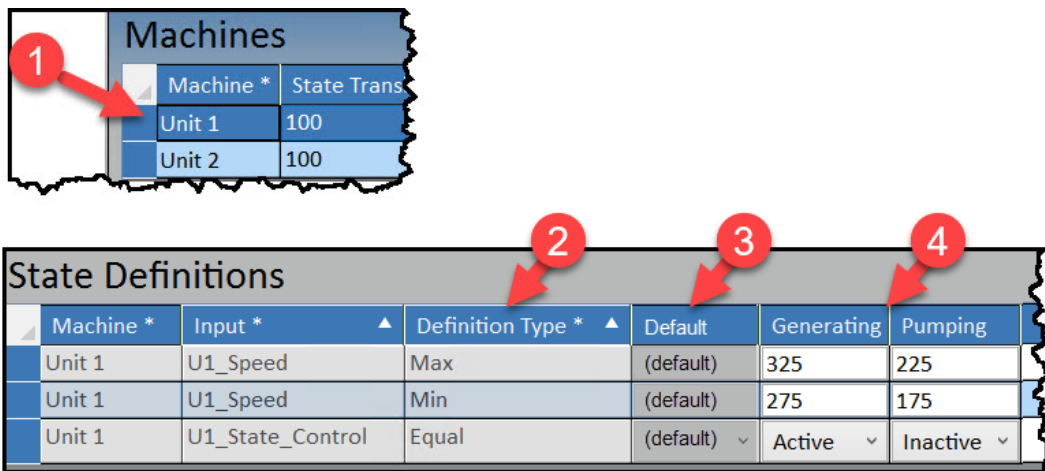 Machines
1
Machine * State Trans
Unit 1 100
Unit 2 100
2 3 4
State Definitions
Machine * Input * Definition Type * Default Generating Pumping
Unit 1 U1_Speed Max (default) 325 225
Unit 1 U1_Speed Min (default) 275 175
Unit 1 U1_State_Control Equal (default) Active Inactive